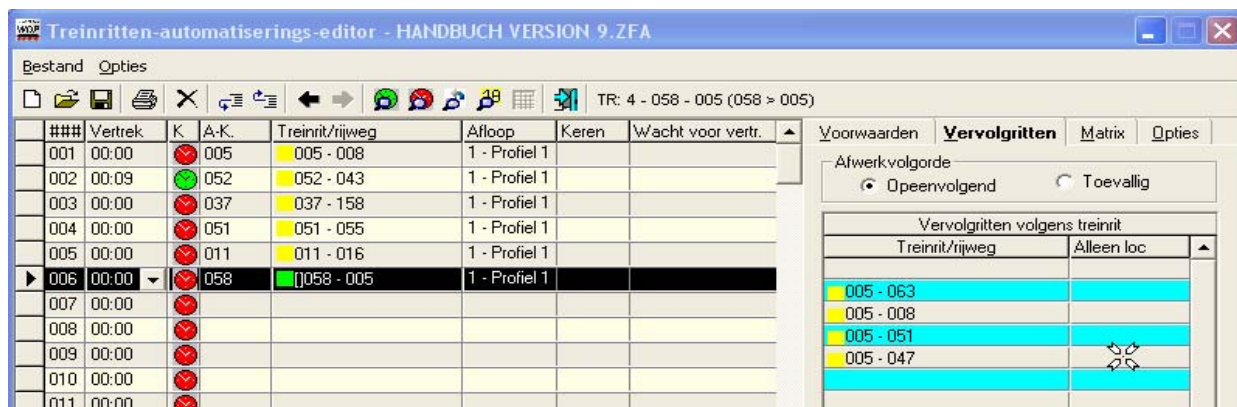 WDP Treinritten-automatiserings-editor - HANDBUCH VERSION 9.ZFA
Bestand Opties
TR: 4 - 058 - 005 (058 > 005)
### Vertrek K A-K. Treinrit/rijweg Afloop Keren Wacht voor vertr.
001 00:00 005 005 - 008 1 - Profiel 1
002 00:09 052 052 - 043 1 - Profiel 1
003 00:00 037 037 - 158 1 - Profiel 1
004 00:00 051 051 - 055 1 - Profiel 1
005 00:00 011 011 - 016 1 - Profiel 1
006 00:00 058 []058 - 005 1 - Profiel 1
007 00:00
008 00:00
009 00:00
010 00:00
011 00:00
Voorwaarden Vervolgritten Matrix Opties
Afwerkvolgorde
Opeenvolgend Toevallig
Vervolgritten volgens treinrit
Treinrit/rijweg Alleen loc
005 - 063
005 - 008
005 - 051
005 - 047